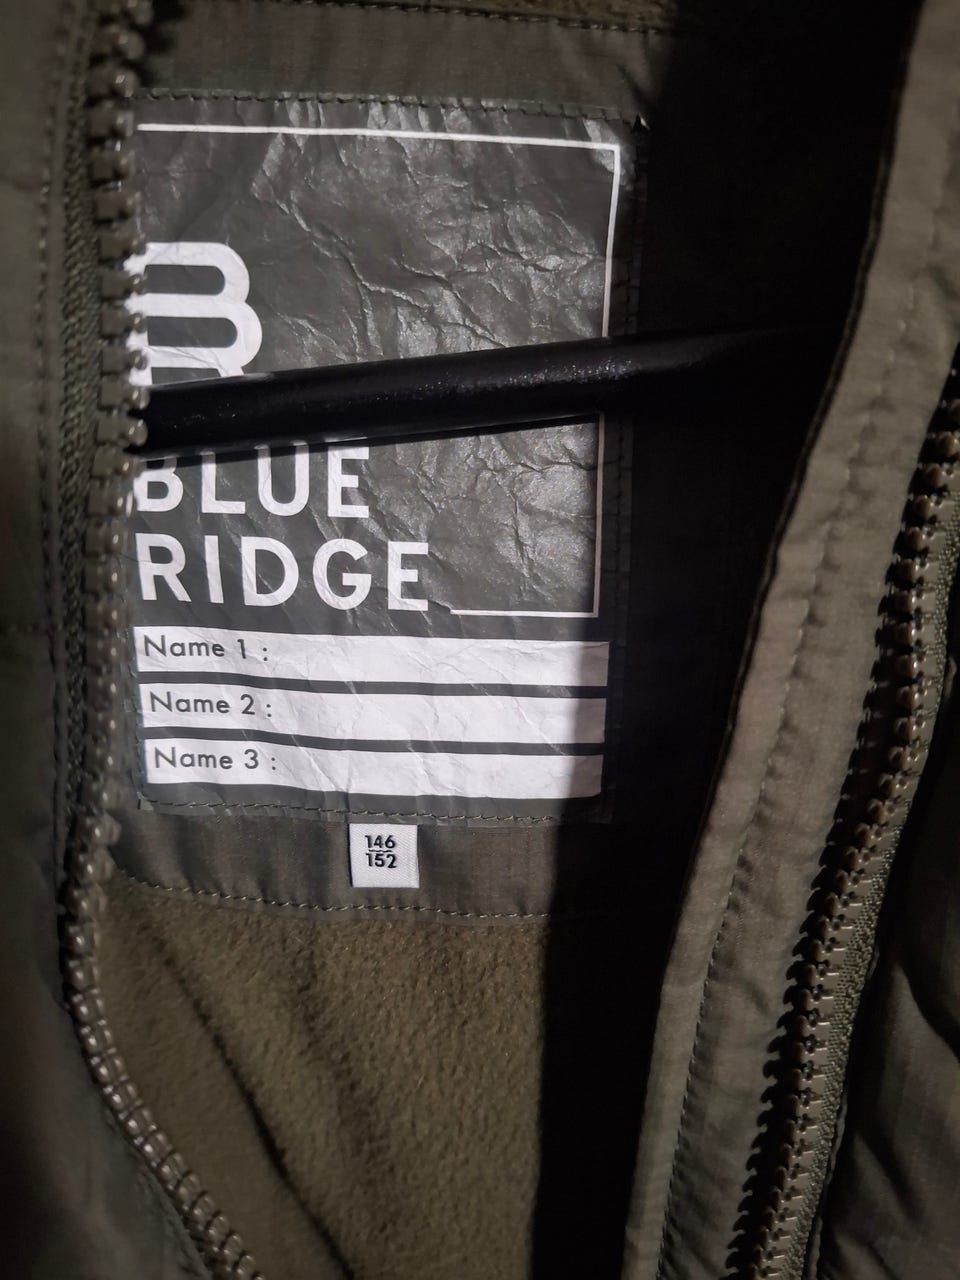 B
BLUE
RIDGE
Name 1 :
Name 2 :
Name 3 :
146
152